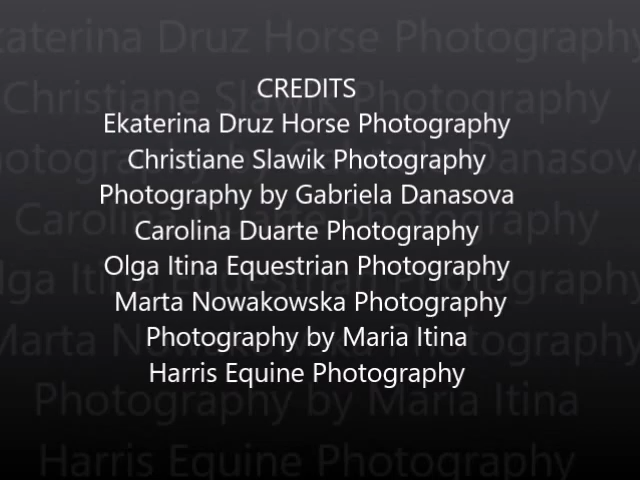 CREDITS
Ekaterina Druz Horse Photography
Christiane Slawik Photography
Photography by Gabriela Danasova
Carolina Duarte Photography
Olga Itina Equestrian Photography
Marta Nowakowska Photography
Photography by Maria Itina
Harris Equine Photography